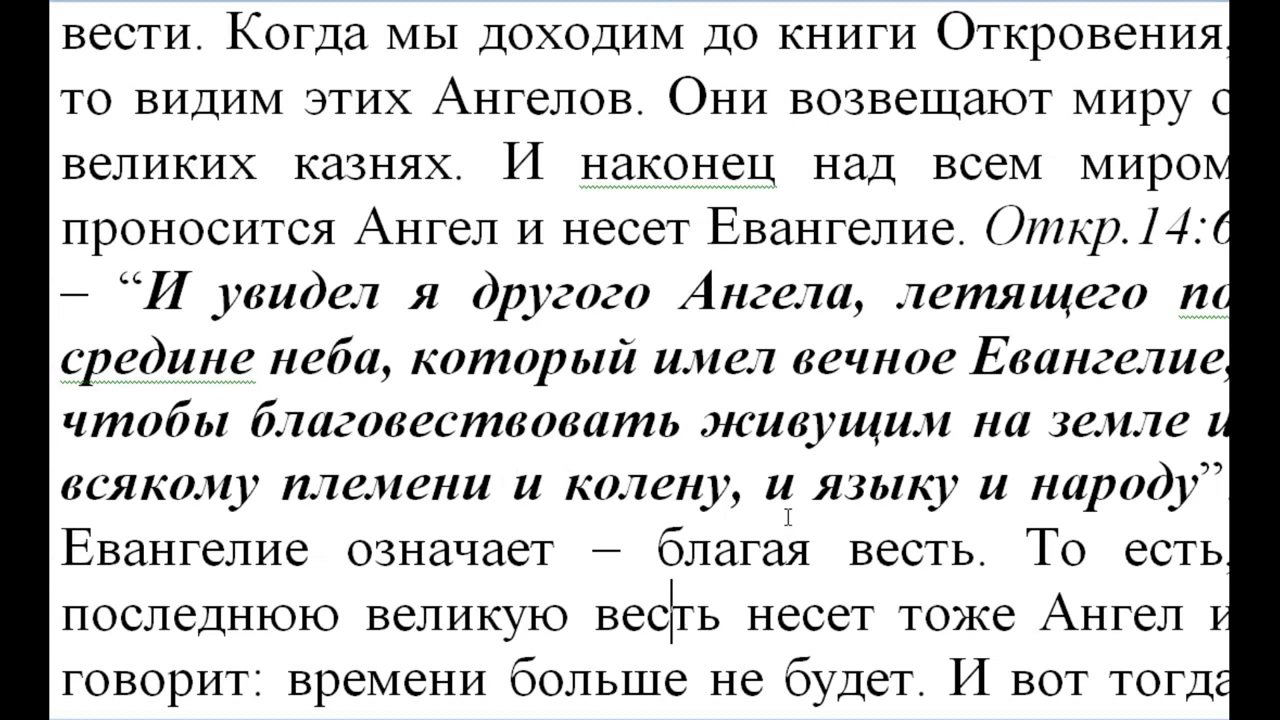 вести. Когда мы доходим до книги Откровения,
то видим этих Ангелов. Они возвещают миру о
великих казнях. И наконец над всем миром
проносится Ангел и несет Евангелие. Откр.14:6
– “И увидел я другого Ангела, летящего по
средине неба, который имел вечное Евангелие,
чтобы благовествовать живущим на земле и
всякому племени и колену, и языку и народу”.
Евангелие означает – благая весть. То есть,
последнюю великую весть несет тоже Ангел и
говорит: времени больше не будет. И вот тогда